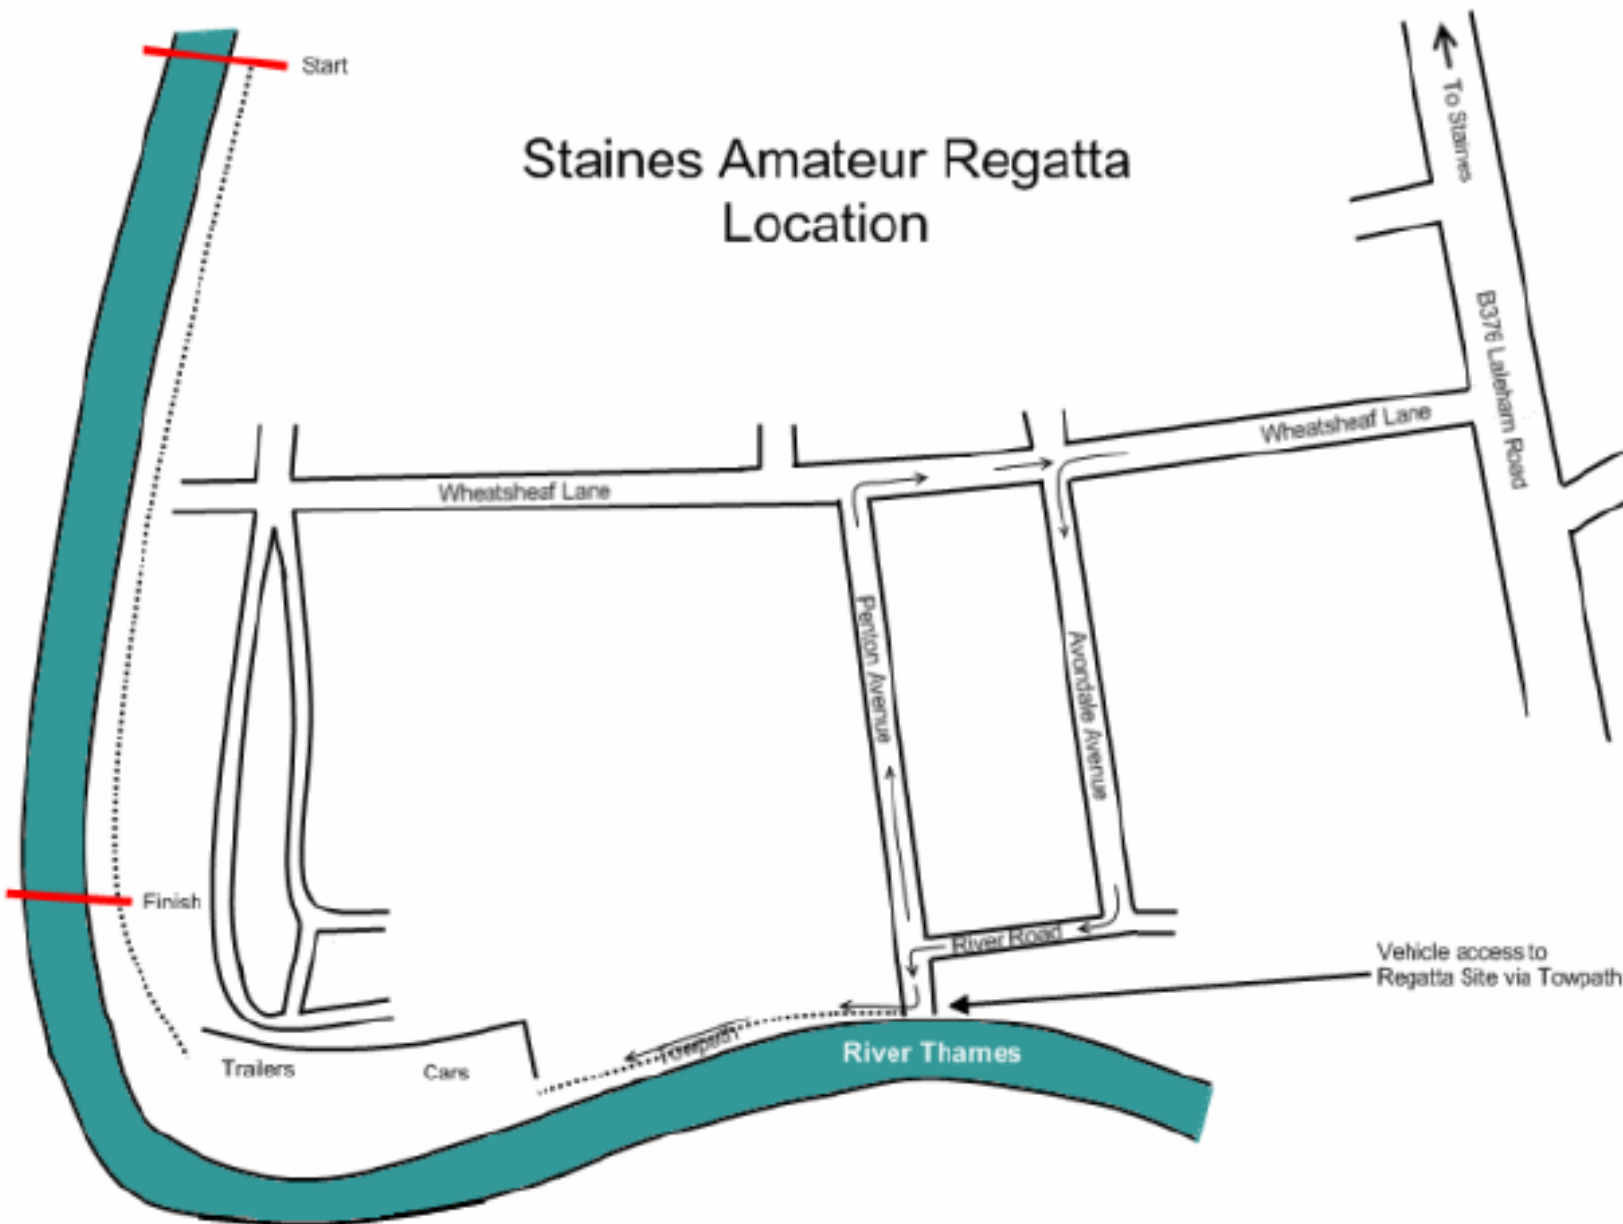 Start
To Staines
Staines Amateur Regatta
Location
B376 Laleham Road
Wheatsheaf Lane
Wheatsheaf Lane
Penton Avenue
Avondale Avenue
Finish
River Road
Vehicle access to
Regatta Site via Towpath
Towpath
River Thames
Trailers
Cars